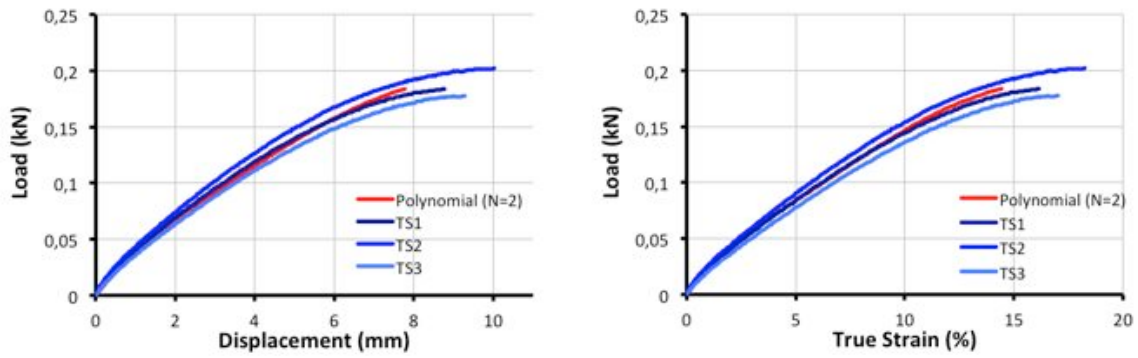 0,25
0,2
0,15
0,1
0,05
0
Load (kN)
Polynomial (N=2)
TS1
TS2
TS3
0 2 4 6 8 10
Displacement (mm)
0,25
0,2
0,15
0,1
0,05
0
Load (kN)
Polynomial (N=2)
TS1
TS2
TS3
0 5 10 15 20
True Strain (%)